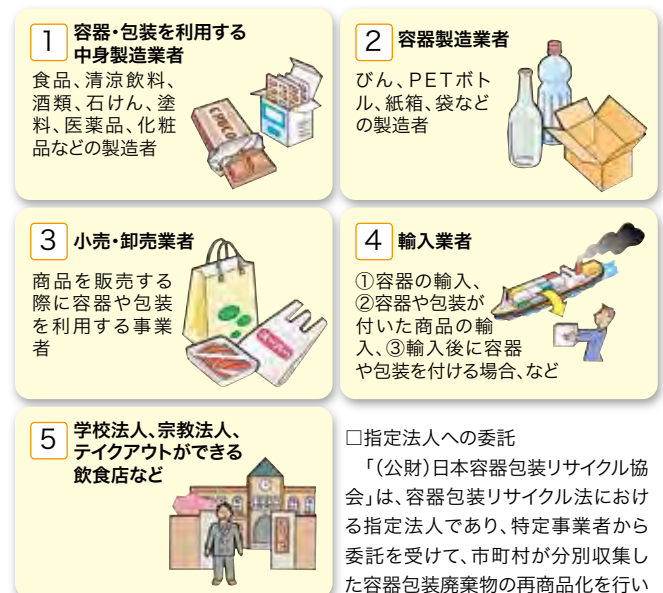 1 容器・包装を利用する
中身製造業者
食品、清涼飲料、
酒類、石けん、塗
料、医薬品、化粧
品などの製造者
CHOCO
2 容器製造業者
びん、PETボト
ル、紙箱、袋など
の製造者
3 小売・卸売業者
商品を販売する
際に容器や包装
を利用する事業
者
4 輸入業者
①容器の輸入、
②容器や包装が
付いた商品の輸
入、③輸入後に容器
や包装を付ける場合、など
5 学校法人、宗教法人、
テイクアウトができる
飲食店など
□指定法人への委託
「(公財)日本容器包装リサイクル協
会」は、容器包装リサイクル法におけ
る指定法人であり、特定事業者から
委託を受けて、市町村が分別収集し
た容器包装廃棄物の再商品化を行い